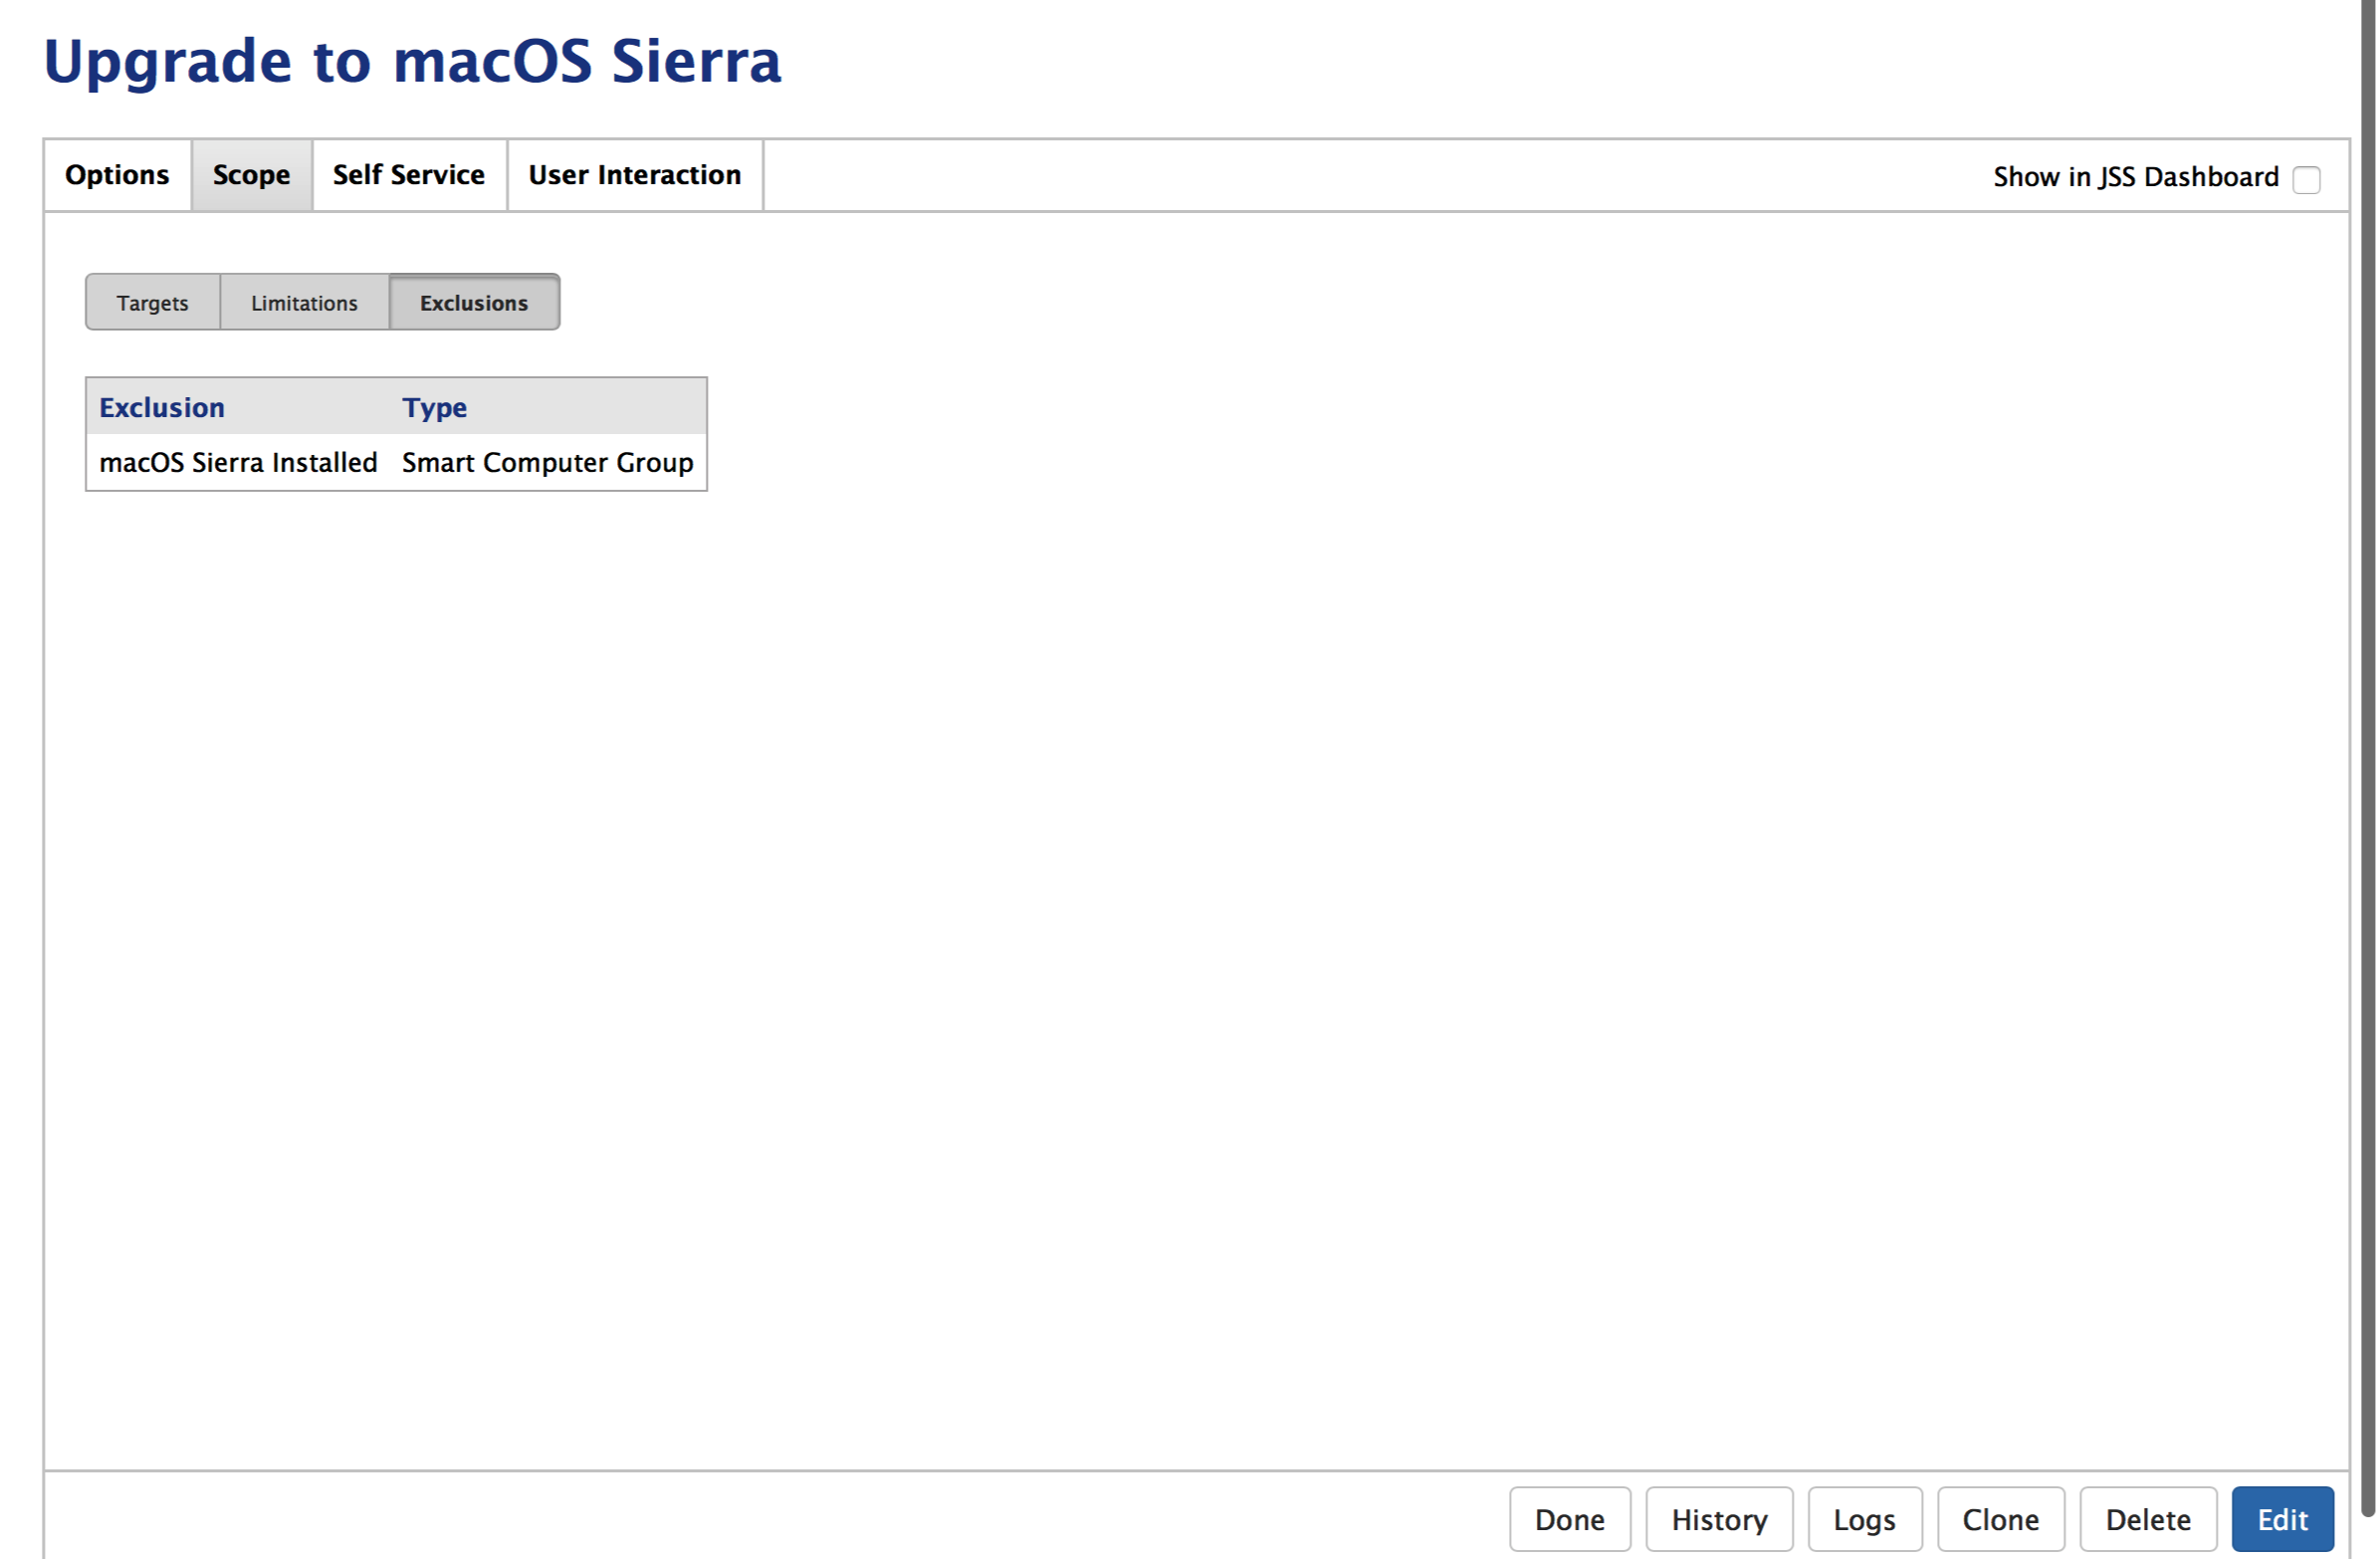 Upgrade to macOS Sierra
Options Scope Self Service User Interaction Show in JSS Dashboard
Targets Limitations Exclusions
Exclusion Type
macOS Sierra Installed Smart Computer Group
Done History Logs Clone Delete Edit